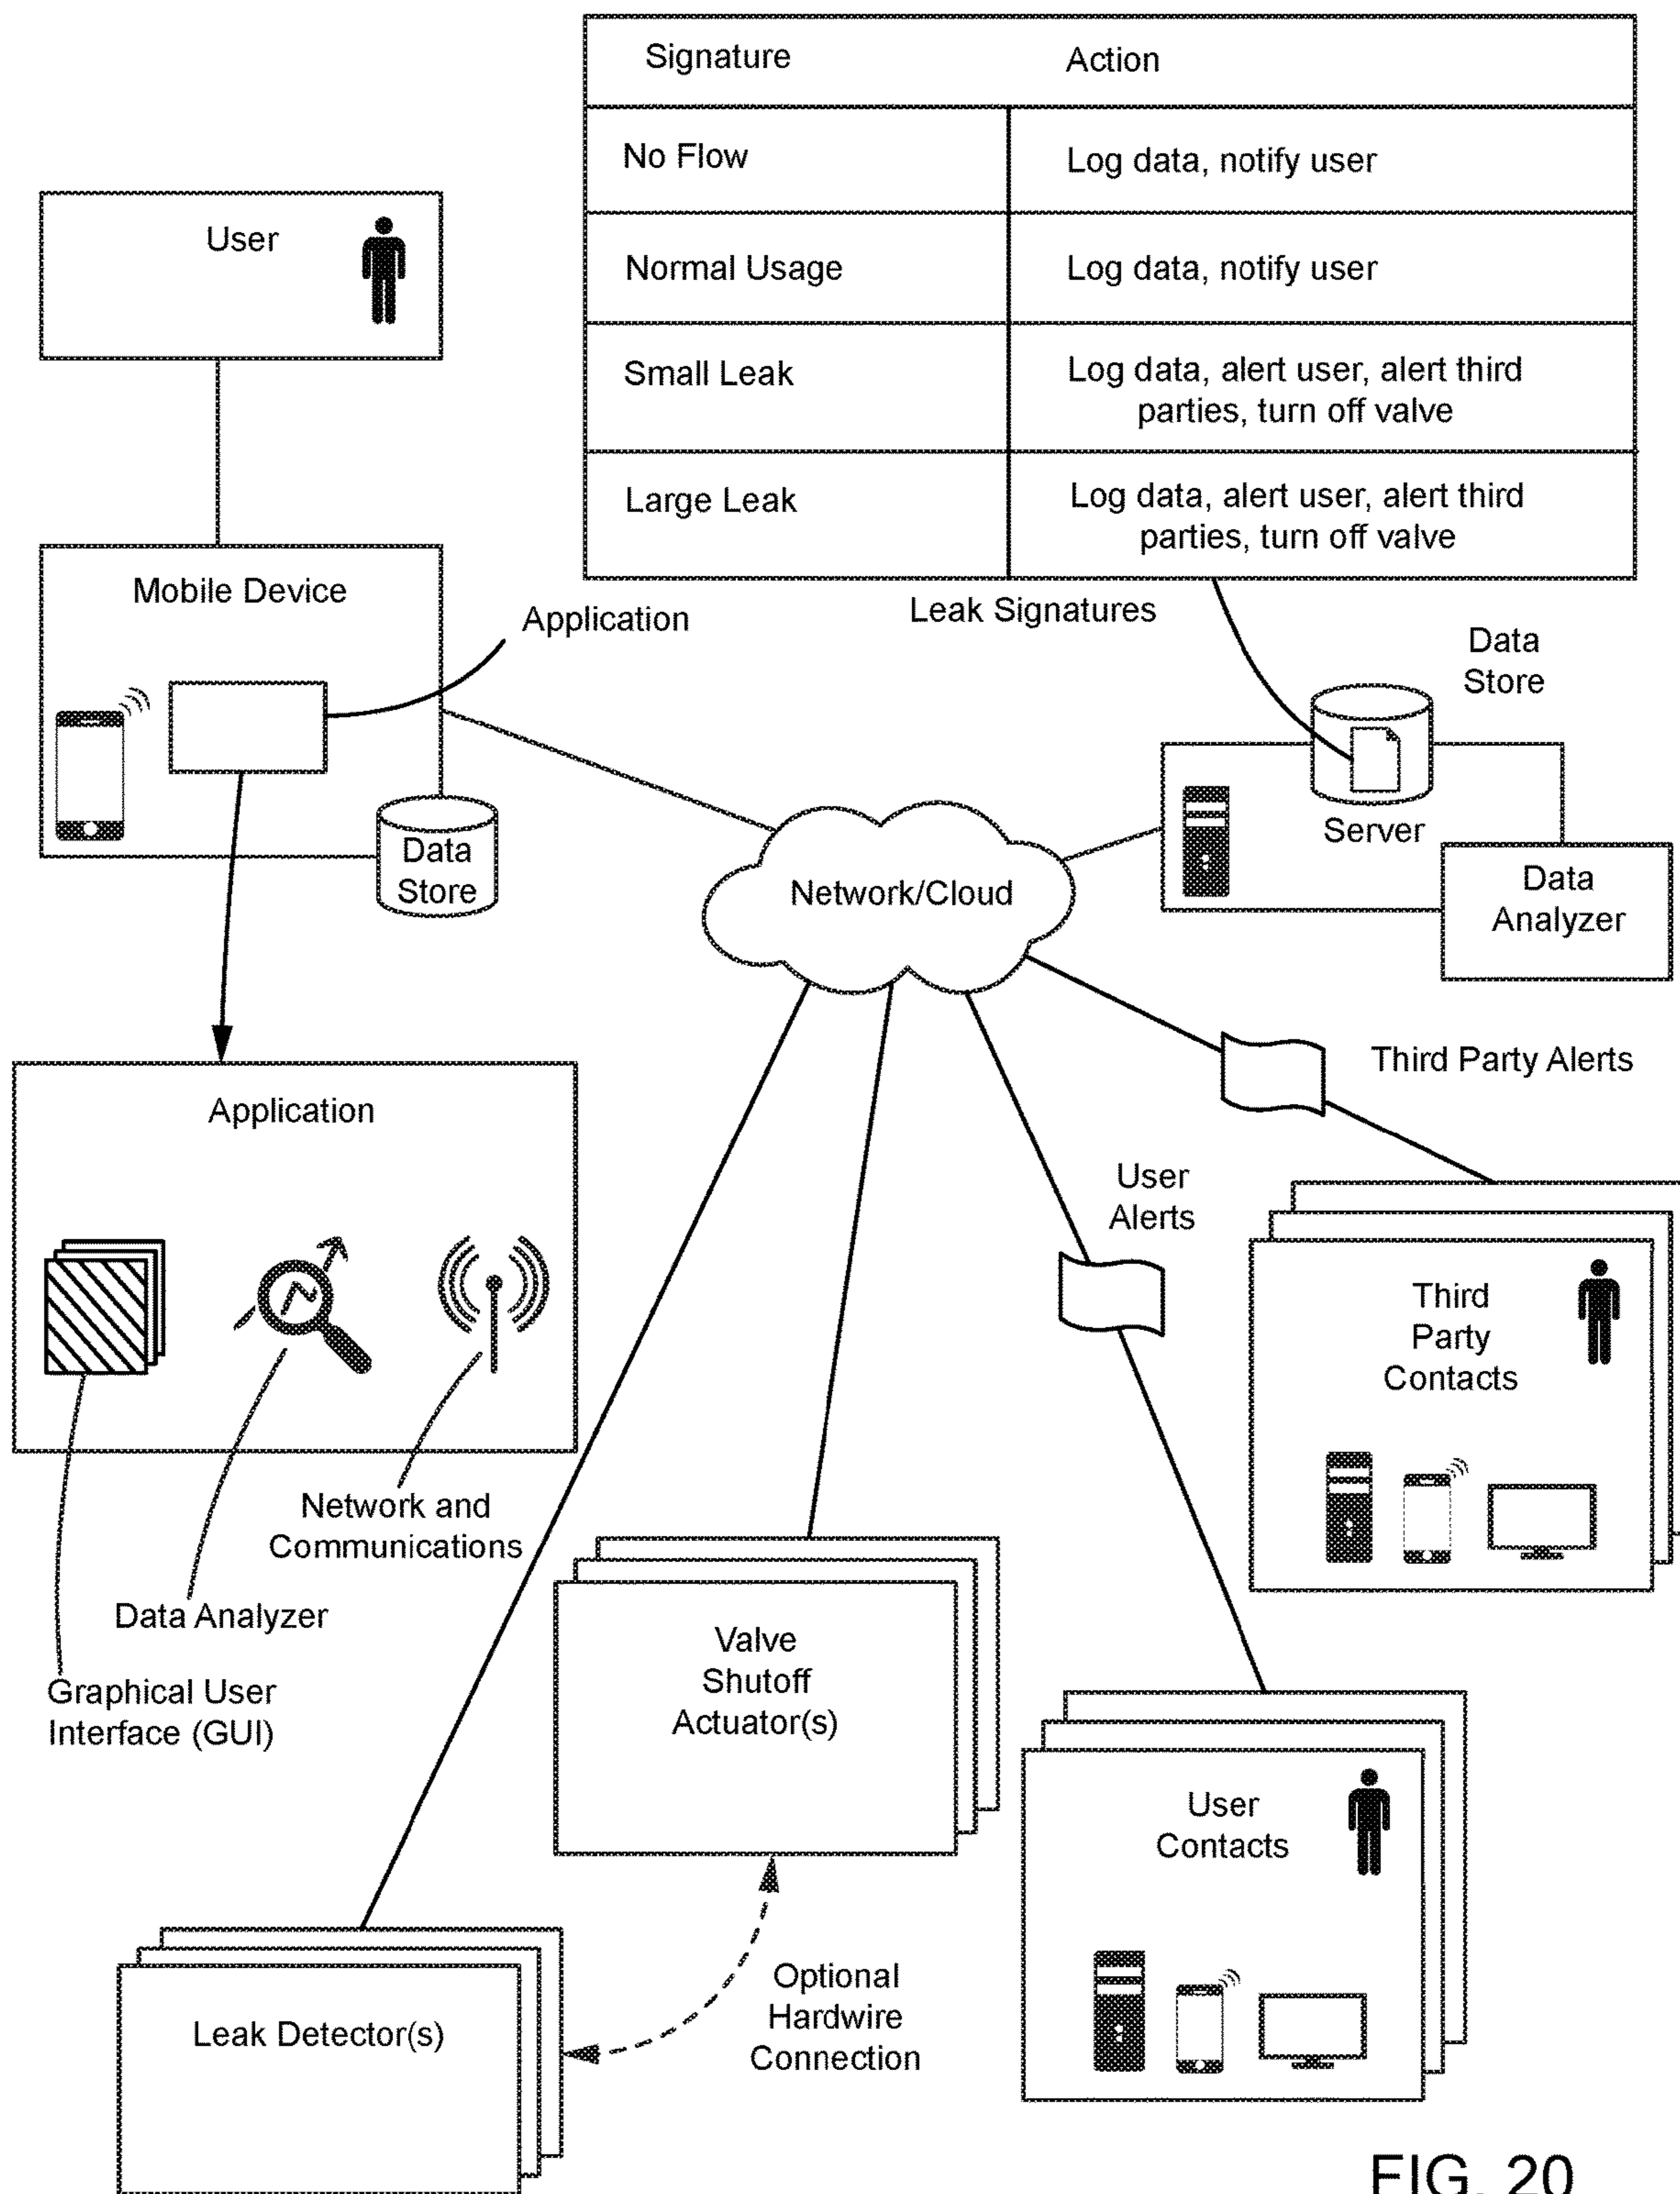 Signature Action
No Flow Log data, notify user
Normal Usage Log data, notify user
Small Leak Log data, alert user, alert third
parties, turn off valve
Large Leak Log data, alert user, alert third
parties, turn off valve
Leak Signatures
User
Mobile Device
Application
Data
Store
Data
Store
Server
Data
Analyzer
Network/Cloud
Application
Third Party Alerts
User
Alerts
Third
Party
Contacts
Network and
Communications
Data Analyzer
Graphical User
Interface (GUI)
Valve
Shutoff
Actuator(s)
User
Contacts
Optional
Hardwire
Connection
Leak Detector(s)
FIG. 20